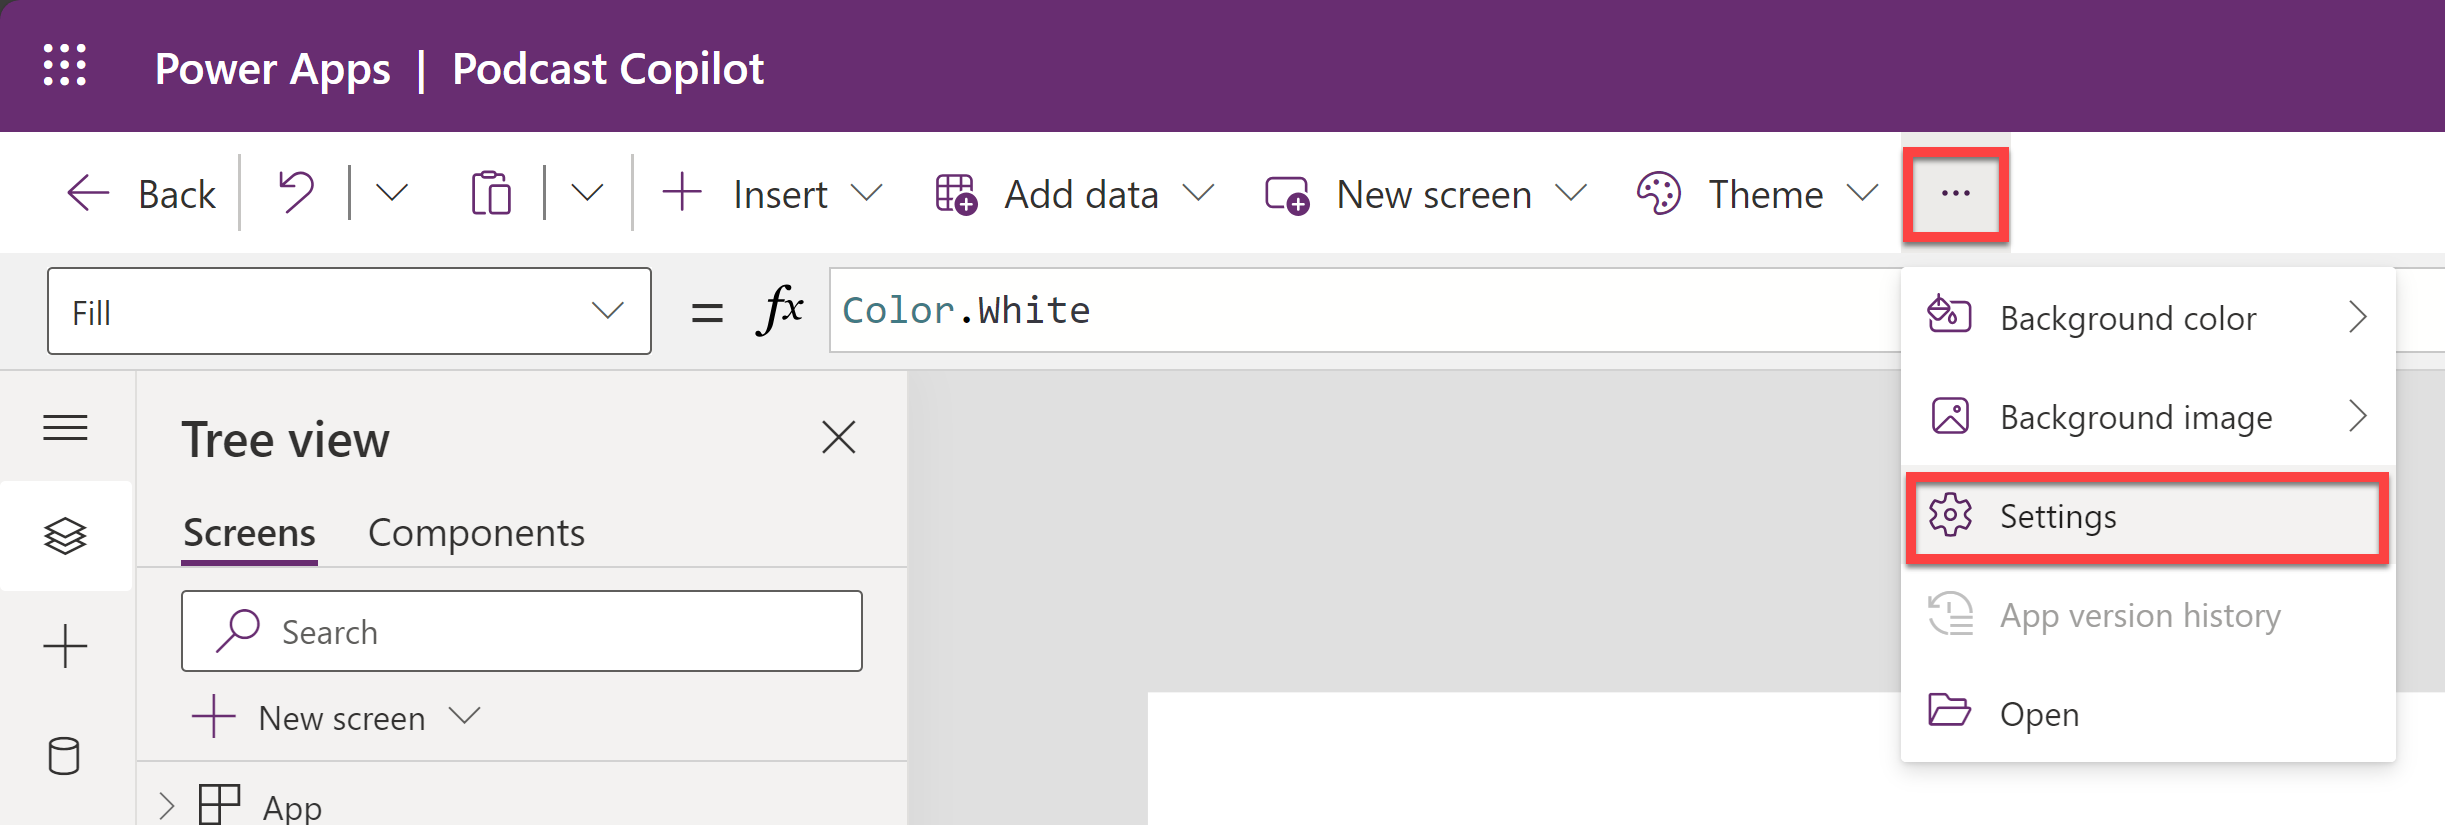 Power Apps | Podcast Copilot
Back Insert Add data New screen Theme ...
Fill = fx Color.White
Background color
Background image
Settings
App version history
Open
Tree view
Screens Components
Search
New screen
App